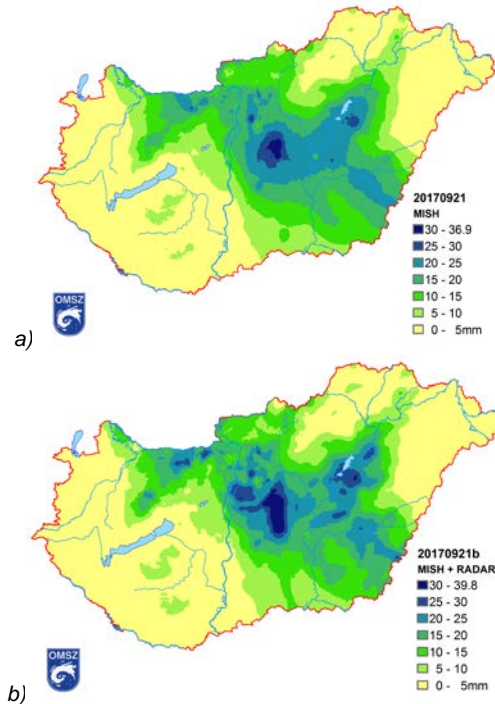 20170921
MISH
30 - 36.9
25 - 30
20 - 25
15 - 20
10 - 15
5 - 10
0 - 5mm
OMSZ
a)
20170921b
MISH + RADAR
30 - 39.8
25 - 30
20 - 25
15 - 20
10 - 15
5 - 10
0 - 5mm
OMSZ
b)